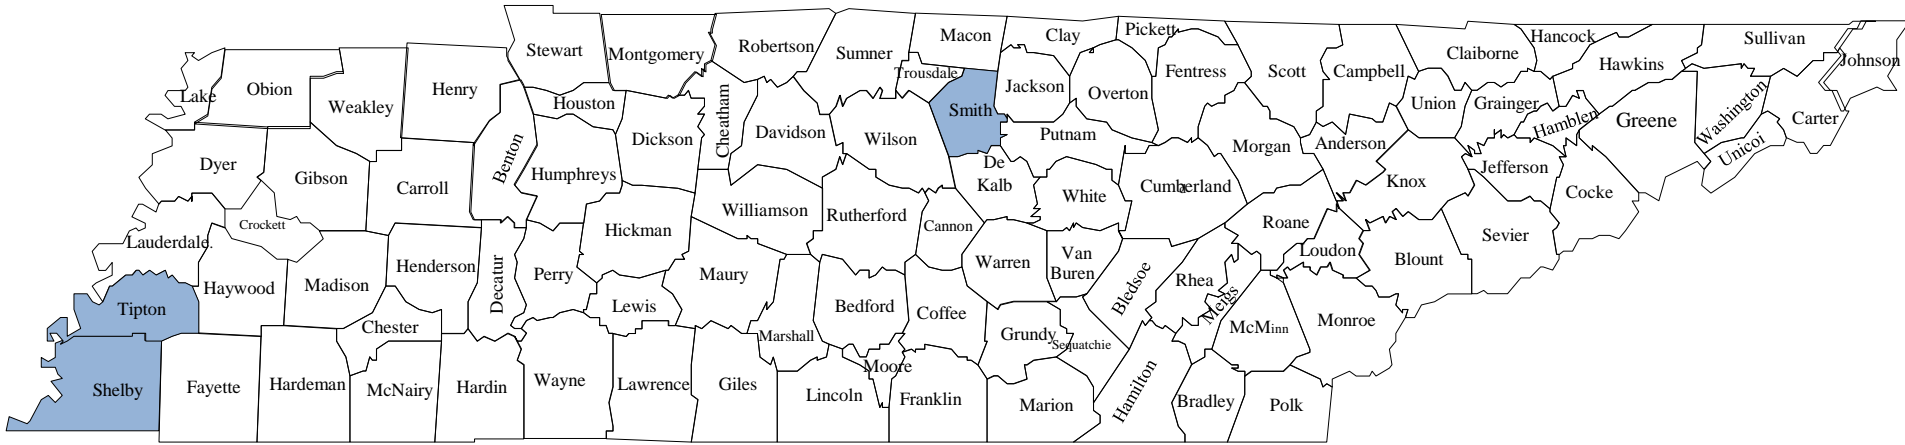 Stewart
Montgomery
Robertson
Sumner
Macon
Clay
Pickett
Scott
Campbell
Claiborne
Hancock
Hawkins
Sullivan
Johnson
Lake
Obion
Weakley
Henry
Houston
Dickson
Cheatham
Davidson
Wilson
Trousdale
Smith
Jackson
Overton
Fentress
Putnam
Morgan
Anderson
Union
Grainger
Hamblen
Greene
Washington
Unicoi
Carter
Dyer
Gibson
Carroll
Benton
Humphreys
Hickman
Williamson
Rutherford
Cannon
De
Kalb
White
Cumberland
d
Roane
Knox
Jefferson
Cocke
Sevier
Blount
Loudon
Crockett
Lauderdale.
Haywood
Madison
Henderson
Decatur
Perry
Lewis
Maury
Bedford
Coffee
Warren
Van
Buren
Bledsoe
Rhea
Meigs
McMinn
Monroe
Tipton
Chester
Marshall
Grundy
Sequatchie
Shelby
Fayette
Hardeman
McNairy
Hardin
Wayne
Lawrence
Giles
Lincoln
Moore
Franklin
Marion
Hamilton
Bradley
Polk